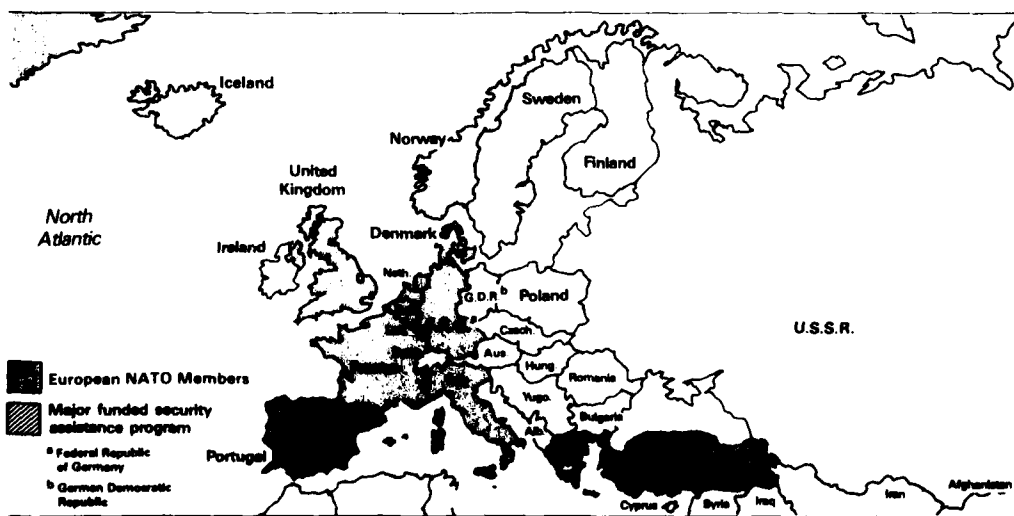 Iceland
Sweden
Norway
Finland
United
Kingdom
North
Atlantic
Denmark
Ireland
Neth.
G.D.R. b
Poland
U.S.S.R.
a
Czech.
Aus.
Hung.
European NATO Members
Romania
Yugo.
Major funded security
assistance program
Bulgaria
Alb.
a Federal Republic
of Germany
Portugal
b German Democratic
Republic
Cyprus
Syria
Iraq
Iran
Afghanistan